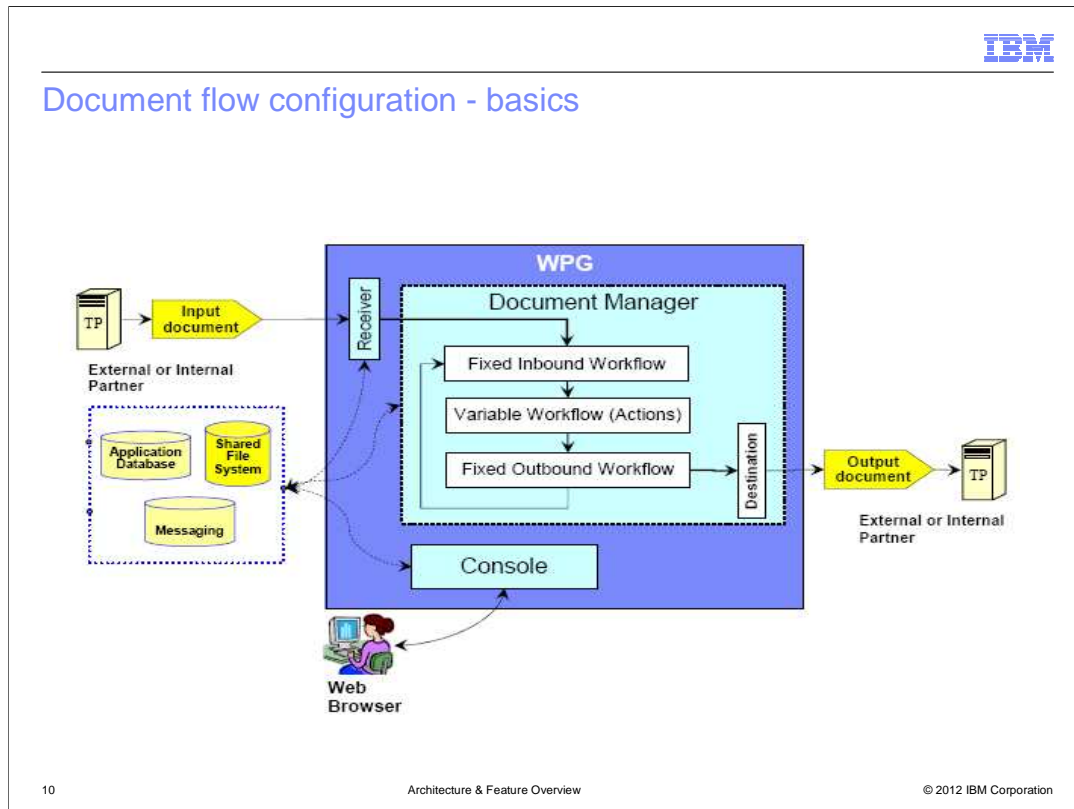 IBM
Document flow configuration - basics
WPG
Document Manager
Receiver
TP
Input
document
External or Internal
Partner
Fixed Inbound Workflow
Variable Workflow (Actions)
Fixed Outbound Workflow
Destination
Application
Database
Shared
File
System
Messaging
Output
document
TP
External or Internal
Partner
Console
Web
Browser
10
Architecture & Feature Overview
© 2012 IBM Corporation